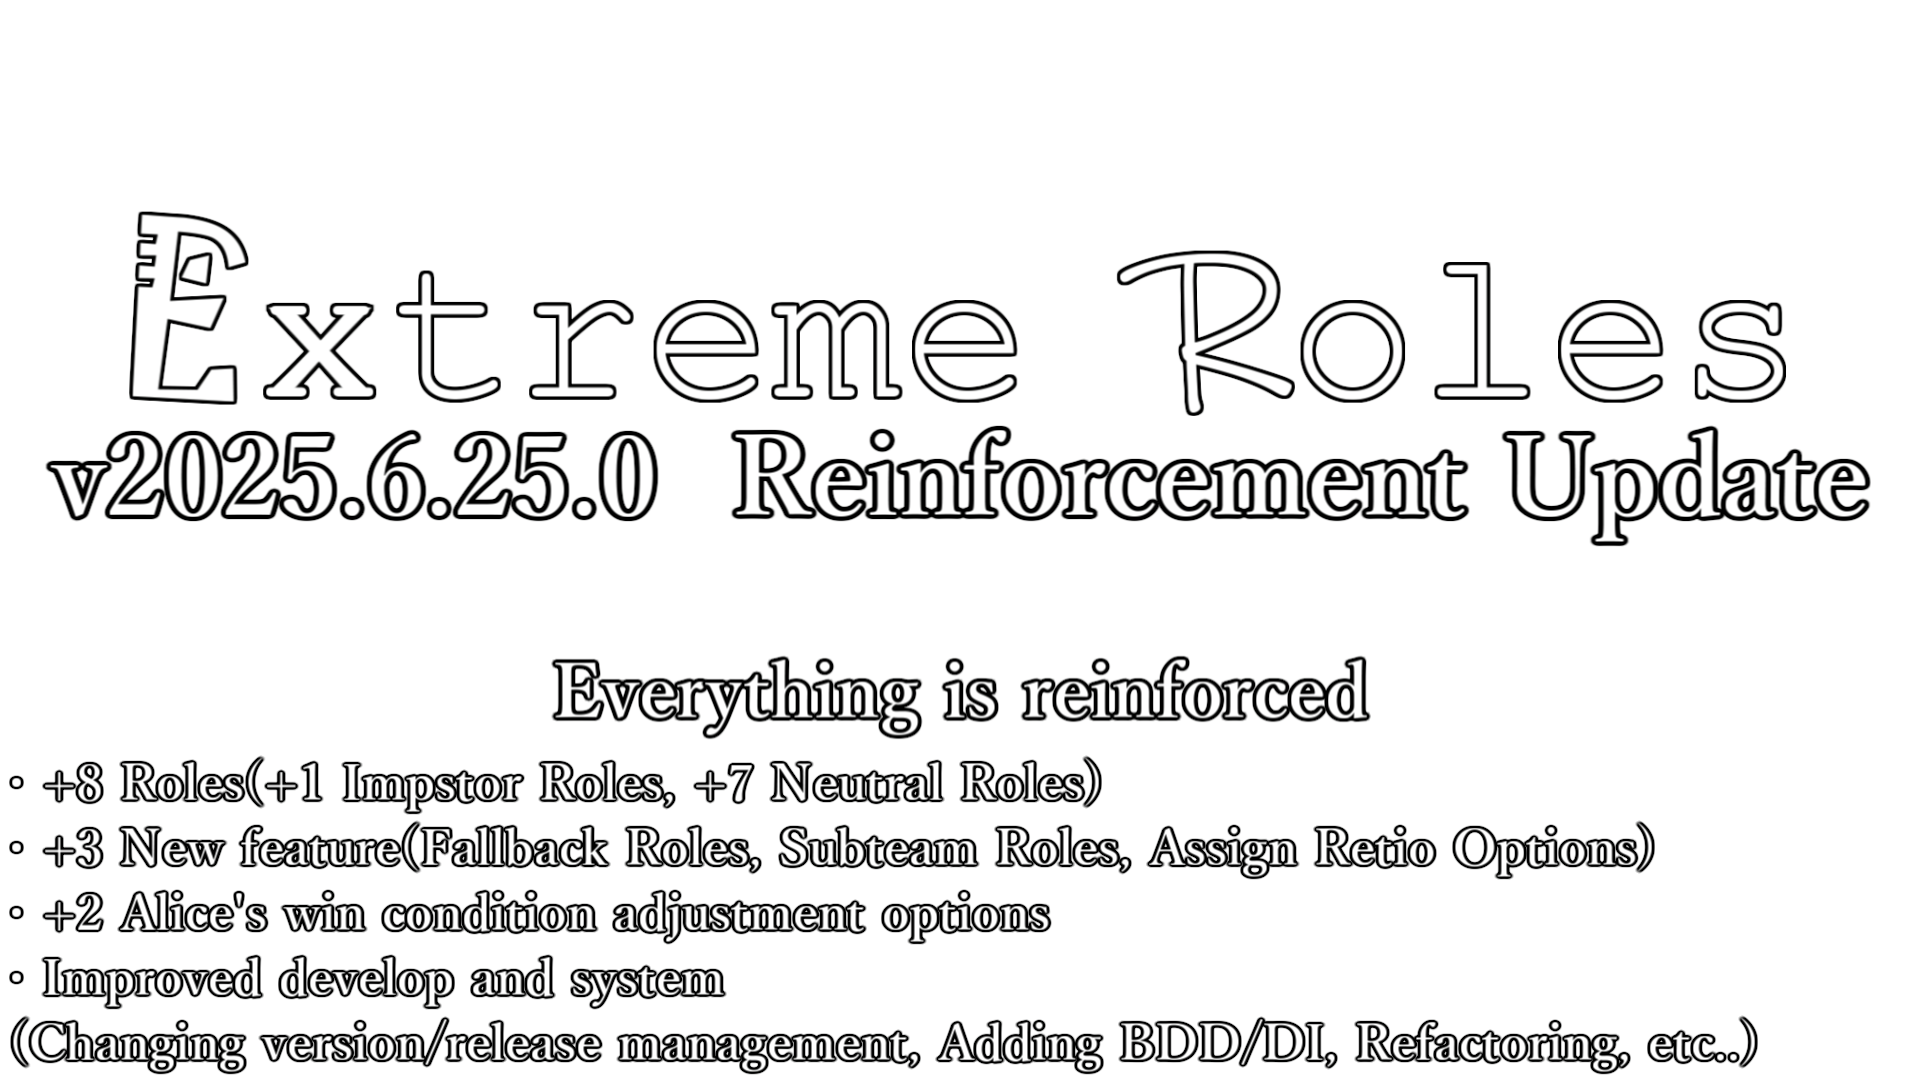 Extreme Roles
v2025.6.25.0 Reinforcement Update
Everything is reinforced
・+8 Roles(+1 Impstor Roles, +7 Neutral Roles)
・+3 New feature(Fallback Roles, Subteam Roles, Assign Retio Options)
・+2 Alice's win condition adjustment options
・Improved develop and system
(Changing version/release management, Adding BDD/DI, Refactoring, etc..)